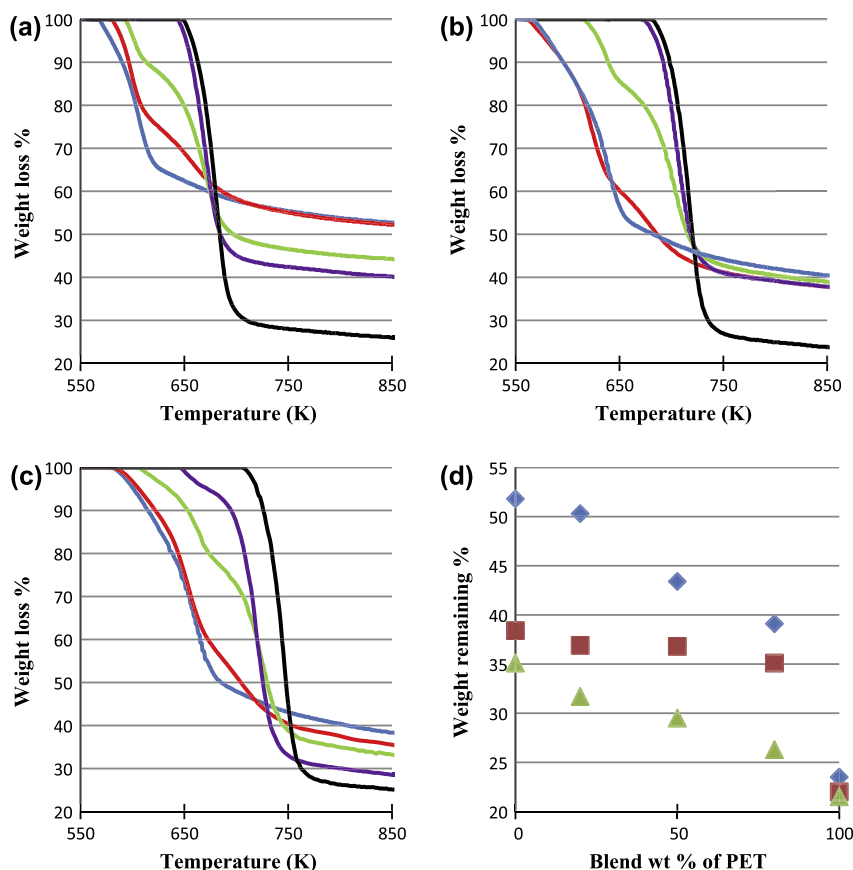 (a)
Weight loss %
100
90
80
70
60
50
40
30
20
550 650 750 850
Temperature (K)
(b)
Weight loss %
100
90
80
70
60
50
40
30
20
550 650 750 850
Temperature (K)
(c)
Weight loss %
100
90
80
70
60
50
40
30
20
550 650 750 850
Temperature (K)
(d)
Weight remaining %
55
50
45
40
35
30
25
20
0 50 100
Blend wt % of PET